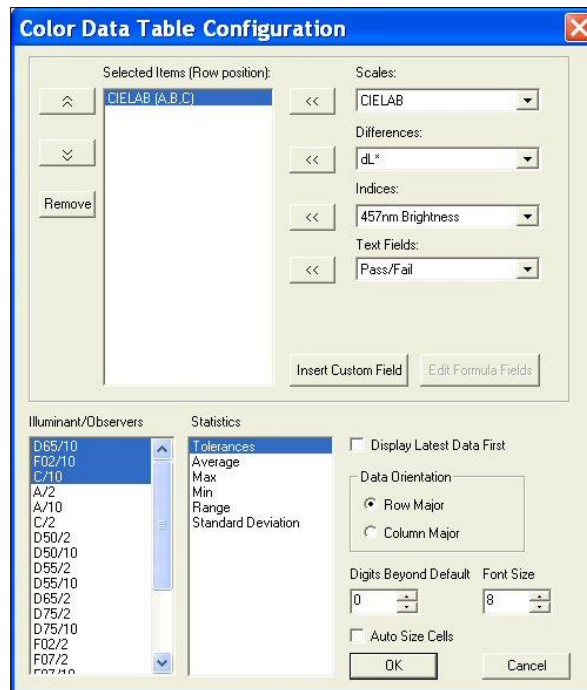 Color Data Table Configuration
Selected Items (Row position):
CIELAB (A,B,C)
Remove
Scales:
<<
CIELAB
Differences:
<<
dL*
Indices:
<<
457nm Brightness
Text Fields:
<<
Pass/Fail
Insert Custom Field
Edit Formula Fields
Illuminant/Observers
D65/10
F02/10
C/10
A/2
A/10
C/2
D50/2
D50/10
D55/2
D55/10
D65/2
D75/2
D75/10
F02/2
F07/2
F07/10
Statistics
Tolerances
Average
Max
Min
Range
Standard Deviation
Display Latest Data First
Data Orientation
Row Major
Column Major
Digits Beyond Default
Font Size
0
8
Auto Size Cells
OK
Cancel